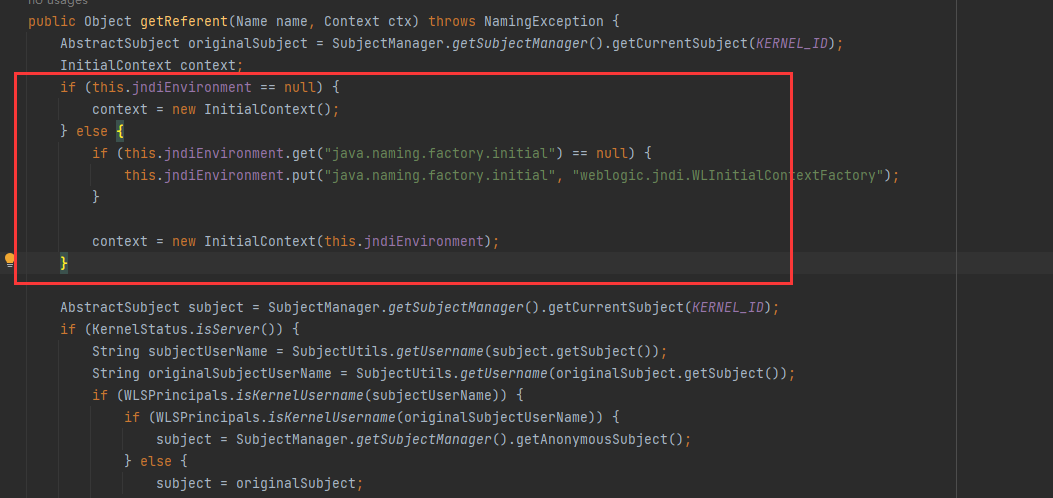 no usages
public Object getReferent(Name name, Context ctx) throws NamingException {
    AbstractSubject originalSubject = SubjectManager.getSubjectManager().getCurrentSubject(KERNEL_ID);
    InitialContext context;
    if (this.jndiEnvironment == null) {
        context = new InitialContext();
    } else {
        if (this.jndiEnvironment.get("java.naming.factory.initial") == null) {
            this.jndiEnvironment.put("java.naming.factory.initial", "weblogic.jndi.WLInitialContextFactory");
        }
        context = new InitialContext(this.jndiEnvironment);
    }
    AbstractSubject subject = SubjectManager.getSubjectManager().getCurrentSubject(KERNEL_ID);
    if (KernelStatus.isServer()) {
        String subjectUserName = SubjectUtils.getUsername(subject.getSubject());
        String originalSubjectUserName = SubjectUtils.getUsername(originalSubject.getSubject());
        if (WLSPrincipals.isKernelUsername(subjectUserName)) {
            if (WLSPrincipals.isKernelUsername(originalSubjectUserName)) {
                subject = SubjectManager.getSubjectManager().getAnonymousSubject();
            } else {
                subject = originalSubject;